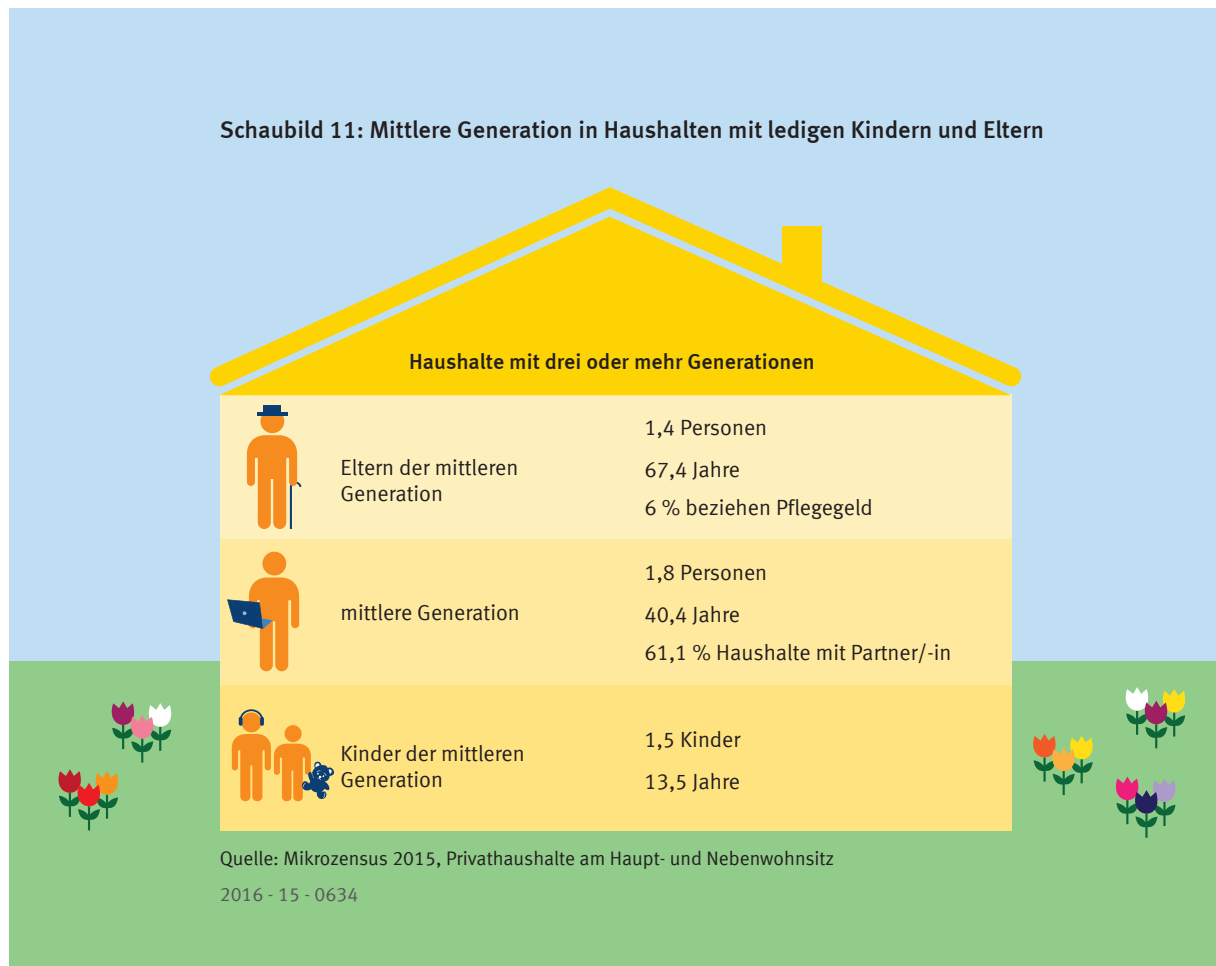 Schaubild 11: Mittlere Generation in Haushalten mit ledigen Kindern und Eltern
Haushalte mit drei oder mehr Generationen
Eltern der mittleren
Generation
1,4 Personen
67,4 Jahre
6 % beziehen Pflegegeld
mittlere Generation
1,8 Personen
40,4 Jahre
61,1 % Haushalte mit Partner/-in
Kinder der mittleren
Generation
1,5 Kinder
13,5 Jahre
Quelle: Mikrozensus 2015, Privathaushalte am Haupt- und Nebenwohnsitz
2016 - 15 - 0634